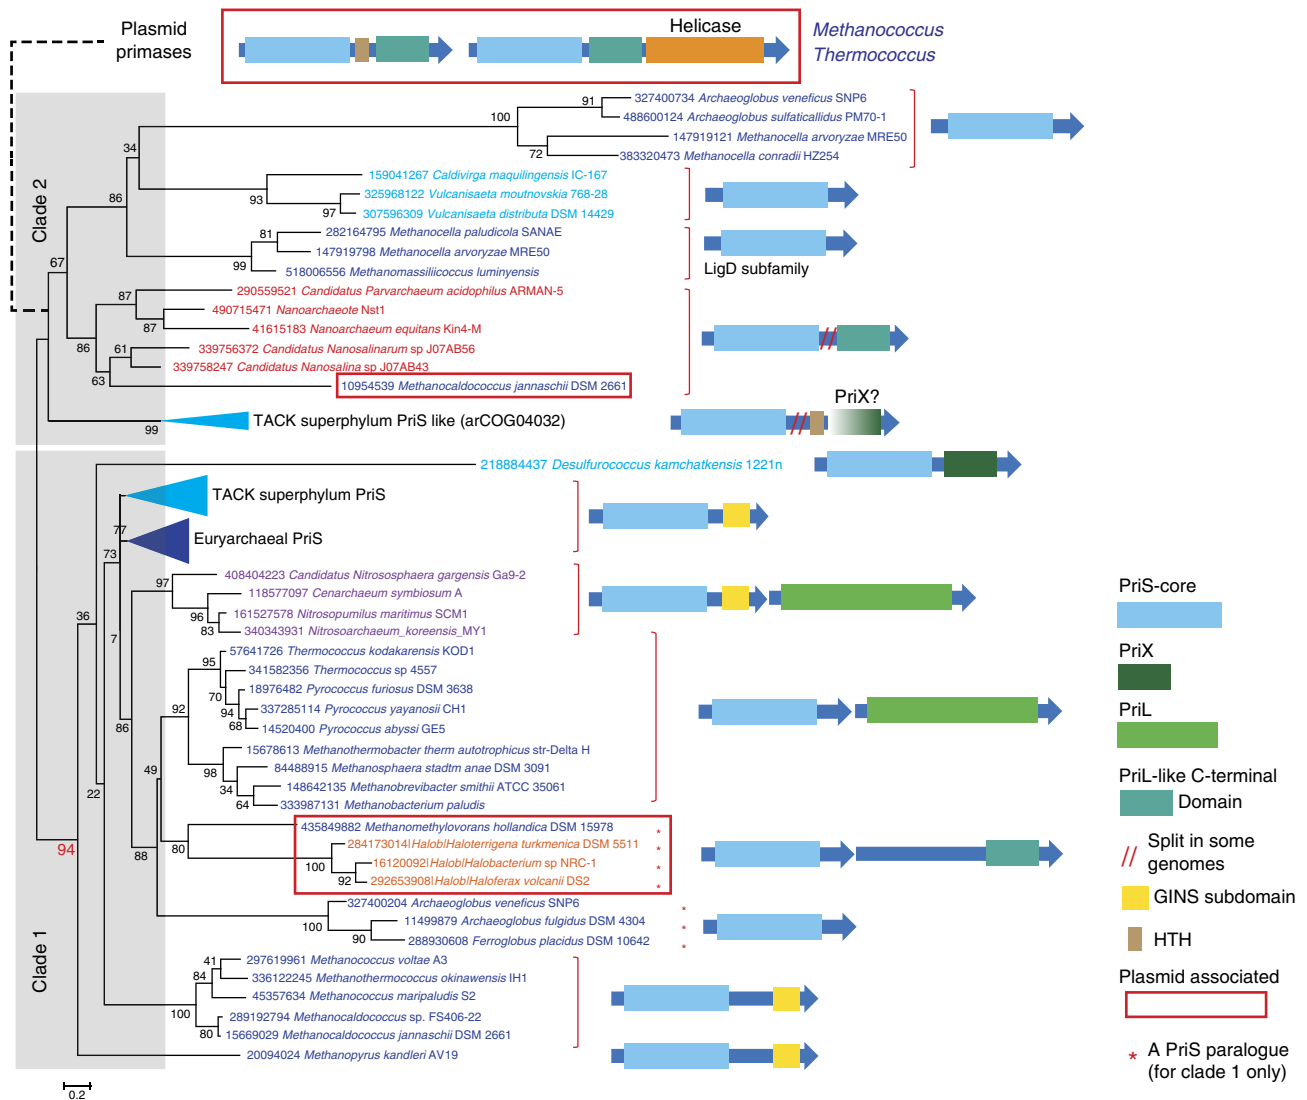 Plasmid
primases
Helicase
Methanococcus
Thermococcus
Clade 2
91
327400734 Archaeoglobus veneficus SNP6
100
488600124 Archaeoglobus sulfaticallidus PM70-1
147919121 Methanocella arvoryzae MRE50
72
383320473 Methanocella conradii HZ254
34
159041267 Caldivirga maquilingensis IC-167
93
325968122 Vulcanisaeta moutnovskia 768-28
97
307596309 Vulcanisaeta distributa DSM 14429
86
81
282164795 Methanocella paludicola SANAE
147919798 Methanocella arvoryzae MRE50
99
518006556 Methanomassiliicoccus luminyensis
LigD subfamily
67
87
290559521 Candidatus Parvarchaeum acidophilus ARMAN-5
490715471 Nanoarchaeote Nst1
87
41615183 Nanoarchaeum equitans Kin4-M
86
61
339756372 Candidatus Nanosalinarum sp J07AB56
339758247 Candidatus Nanosalina sp J07AB43
63
10954539 Methanocaldococcus jannaschii DSM 2661
PriX?
99
TACK superphylum PriS like (arCOG04032)
Clade 1
218884437 Desulfurococcus kamchatkensis 1221n
TACK superphylum PriS
77
Euryarchaeal PriS
73
97
408404223 Candidatus Nitrososphaera gargensis Ga9-2
118577097 Cenarchaeum symbiosum A
96
161527578 Nitrosopumilus maritimus SCM1
83
340343931 Nitrosoarchaeum_koreensis_MY1
36
7
95
57641726 Thermococcus kodakarensis KOD1
341582356 Thermococcus sp 4557
70
18976482 Pyrococcus furiosus DSM 3638
94
337285114 Pyrococcus yayanosii CH1
68
14520400 Pyrococcus abyssi GE5
92
86
15678613 Methanothermobacter therm autotrophicus str-Delta H
98
84488915 Methanosphaera stadtm anae DSM 3091
34
148642135 Methanobrevibacter smithii ATCC 35061
64
333987131 Methanobacterium paludis
49
22
435849882 Methanomethylovorans hollandica DSM 15978 *
80
284173014|Halob|Haloterrigena turkmenica DSM 5511 *
100
16120092|Halob|Halobacterium sp NRC-1 *
92
292653908|Halob|Haloferax volcanii DS2 *
94
88
327400204 Archaeoglobus veneficus SNP6 *
100
11499879 Archaeoglobus fulgidus DSM 4304 *
90
288930608 Ferroglobus placidus DSM 10642 *
41
297619961 Methanococcus voltae A3
84
336122245 Methanothermococcus okinawensis IH1
45357634 Methanococcus maripaludis S2
100
289192794 Methanocaldococcus sp. FS406-22
80
15669029 Methanocaldococcus jannaschii DSM 2661
20094024 Methanopyrus kandleri AV19
0.2
PriS-core
PriX
PriL
PriL-like C-terminal
Domain
Split in some
genomes
GINS subdomain
HTH
Plasmid associated
* A PriS paralogue
(for clade 1 only)